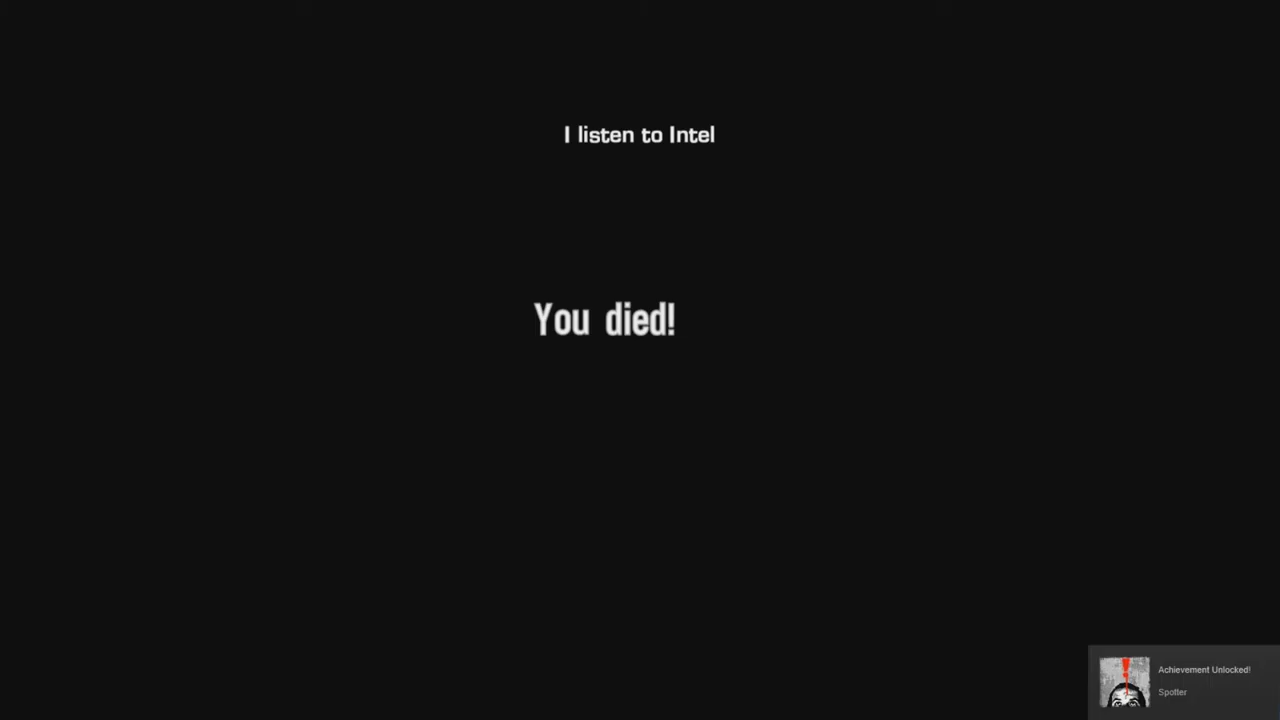 I listen to Intel
You died!
Achievement Unlocked!
Spotter